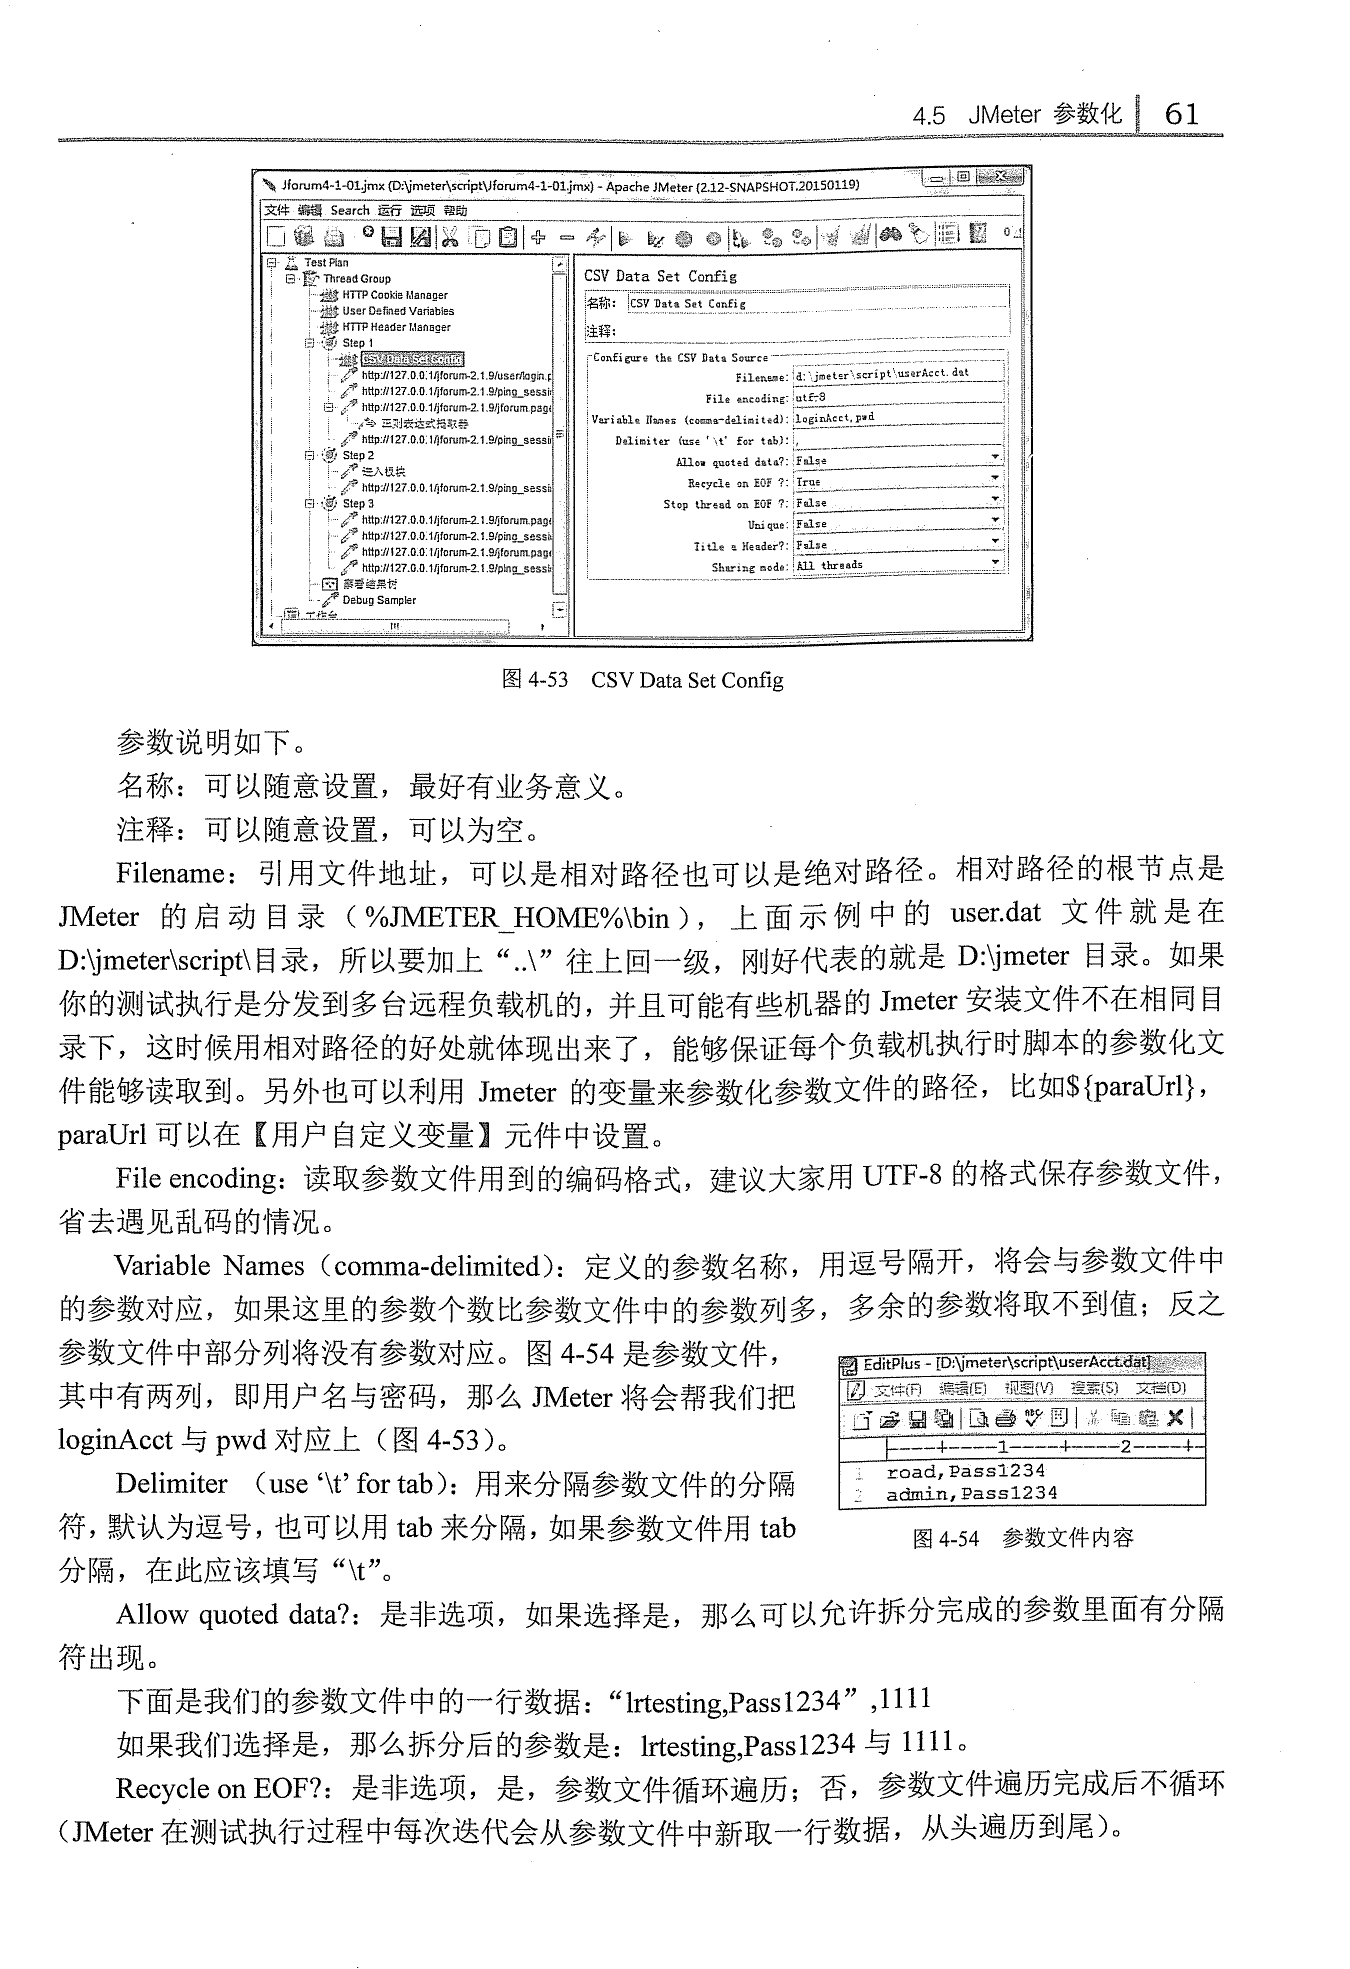 4.5 JMeter 参数化 61
Jforum4-1-01.jmx (D:\jmeter\script\Jforum4-1-01.jmx) - Apache JMeter (2.12-SNAPSHOT.20150119)
文件 编辑 Search 运行 选项 帮助
Test Plan
Thread Group
HTTP Cookie Manager
User Defined Variables
HTTP Header Manager
Step 1
CSV Data Set Config
http://127.0.0.1/jforum-2.1.9/user/login.p
http://127.0.0.1/jforum-2.1.9/ping_sessi
http://127.0.0.1/jforum-2.1.9/jforum.page
正则表达式提取器
http://127.0.0.1/jforum-2.1.9/ping_sessi
Step 2
进入板块
http://127.0.0.1/jforum-2.1.9/ping_sessi
Step 3
http://127.0.0.1/jforum-2.1.9/jforum.page
http://127.0.0.1/jforum-2.1.9/ping_sessi
http://127.0.0.1/jforum-2.1.9/jforum.page
http://127.0.0.1/jforum-2.1.9/ping_sessi
察看结果树
Debug Sampler
工作台
CSV Data Set Config
名称: CSV Data Set Config
注释:
Configure the CSV Data Source
Filename: d:\jmeter\script\userAcct.dat
File encoding: utf-8
Variable Names (comma-delimited): loginAcct,pwd
Delimiter (use '\t' for tab): ,
Allow quoted data?: False
Recycle on EOF ?: True
Stop thread on EOF ?: False
Unique: False
Title a Header?: False
Sharing mode: All threads
图 4-53 CSV Data Set Config
参数说明如下。
名称：可以随意设置，最好有业务意义。
注释：可以随意设置，可以为空。
Filename：引用文件地址，可以是相对路径也可以是绝对路径。相对路径的根节点是
JMeter 的启动目录（%JMETER_HOME%\bin），上面示例中的 user.dat 文件就是在
D:\jmeter\script\目录，所以要加上“..\”往上回一级，刚好代表的就是 D:\jmeter 目录。如果
你的测试执行是分发到多台远程负载机的，并且可能有些机器的 Jmeter 安装文件不在相同目
录下，这时候用相对路径的好处就体现出来了，能够保证每个负载机执行时脚本的参数化文
件能够读取到。另外也可以利用 Jmeter 的变量来参数化参数文件的路径，比如${paraUrl}，
paraUrl 可以在【用户自定义变量】元件中设置。
File encoding：读取参数文件用到的编码格式，建议大家用 UTF-8 的格式保存参数文件，
省去遇见乱码的情况。
Variable Names（comma-delimited）：定义的参数名称，用逗号隔开，将会与参数文件中
的参数对应，如果这里的参数个数比参数文件中的参数列多，多余的参数将取不到值；反之
参数文件中部分列将没有参数对应。图 4-54 是参数文件，
其中有两列，即用户名与密码，那么 JMeter 将会帮我们把
loginAcct 与 pwd 对应上（图 4-53）。
Delimiter （use ‘\t’ for tab）：用来分隔参数文件的分隔
符，默认为逗号，也可以用 tab 来分隔，如果参数文件用 tab
分隔，在此应该填写“\t”。
EditPlus - [D:\jmeter\script\userAcct.dat]
文件(F) 编辑(E) 视图(V) 搜索(S) 文档(D)
----+----1----+----2----+-
1 road,Pass1234
2 admin,Pass1234
图 4-54 参数文件内容
Allow quoted data?：是非选项，如果选择是，那么可以允许拆分完成的参数里面有分隔
符出现。
下面是我们的参数文件中的一行数据：“lrtesting,Pass1234”,1111
如果我们选择是，那么拆分后的参数是：lrtesting,Pass1234 与 1111。
Recycle on EOF?：是非选项，是，参数文件循环遍历；否，参数文件遍历完成后不循环
（JMeter 在测试执行过程中每次迭代会从参数文件中新取一行数据，从头遍历到尾）。